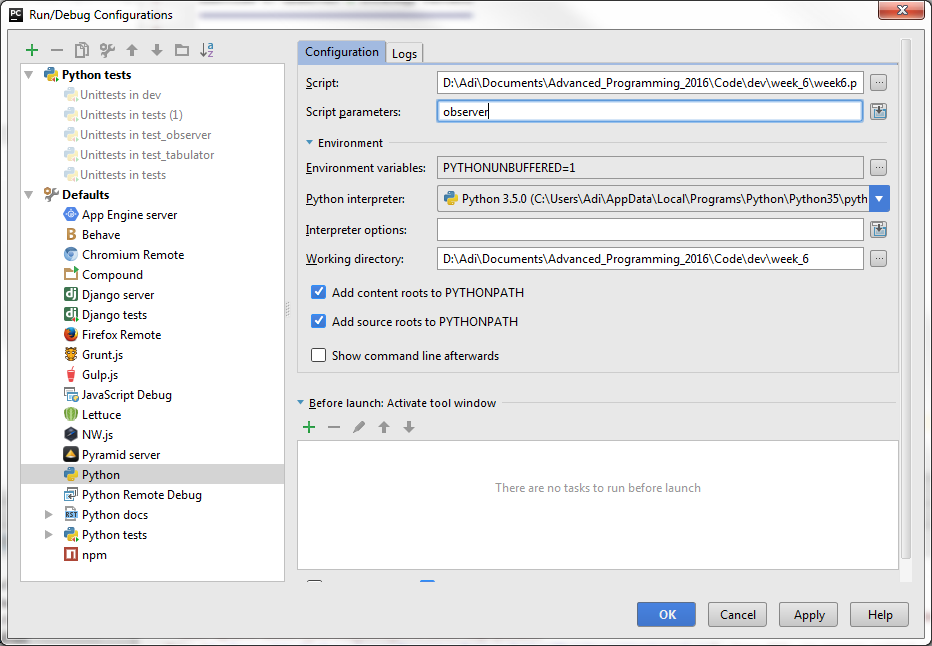 PC Run/Debug Configurations
Python tests
Unittests in dev
Unittests in tests (1)
Unittests in test_observer
Unittests in test_tabulator
Unittests in tests
Defaults
App Engine server
Behave
Chromium Remote
Compound
Django server
Django tests
Firefox Remote
Grunt.js
Gulp.js
JavaScript Debug
Lettuce
NW.js
Pyramid server
Python
Python Remote Debug
Python docs
Python tests
npm
Configuration Logs
Script: D:\Adi\Documents\Advanced_Programming_2016\Code\dev\week_6\week6.p
Script parameters: observer
Environment
Environment variables: PYTHONUNBUFFERED=1
Python interpreter: Python 3.5.0 (C:\Users\Adi\AppData\Local\Programs\Python\Python35\pyth
Interpreter options:
Working directory: D:\Adi\Documents\Advanced_Programming_2016\Code\dev\week_6
Add content roots to PYTHONPATH
Add source roots to PYTHONPATH
Show command line afterwards
Before launch: Activate tool window
There are no tasks to run before launch
OK Cancel Apply Help